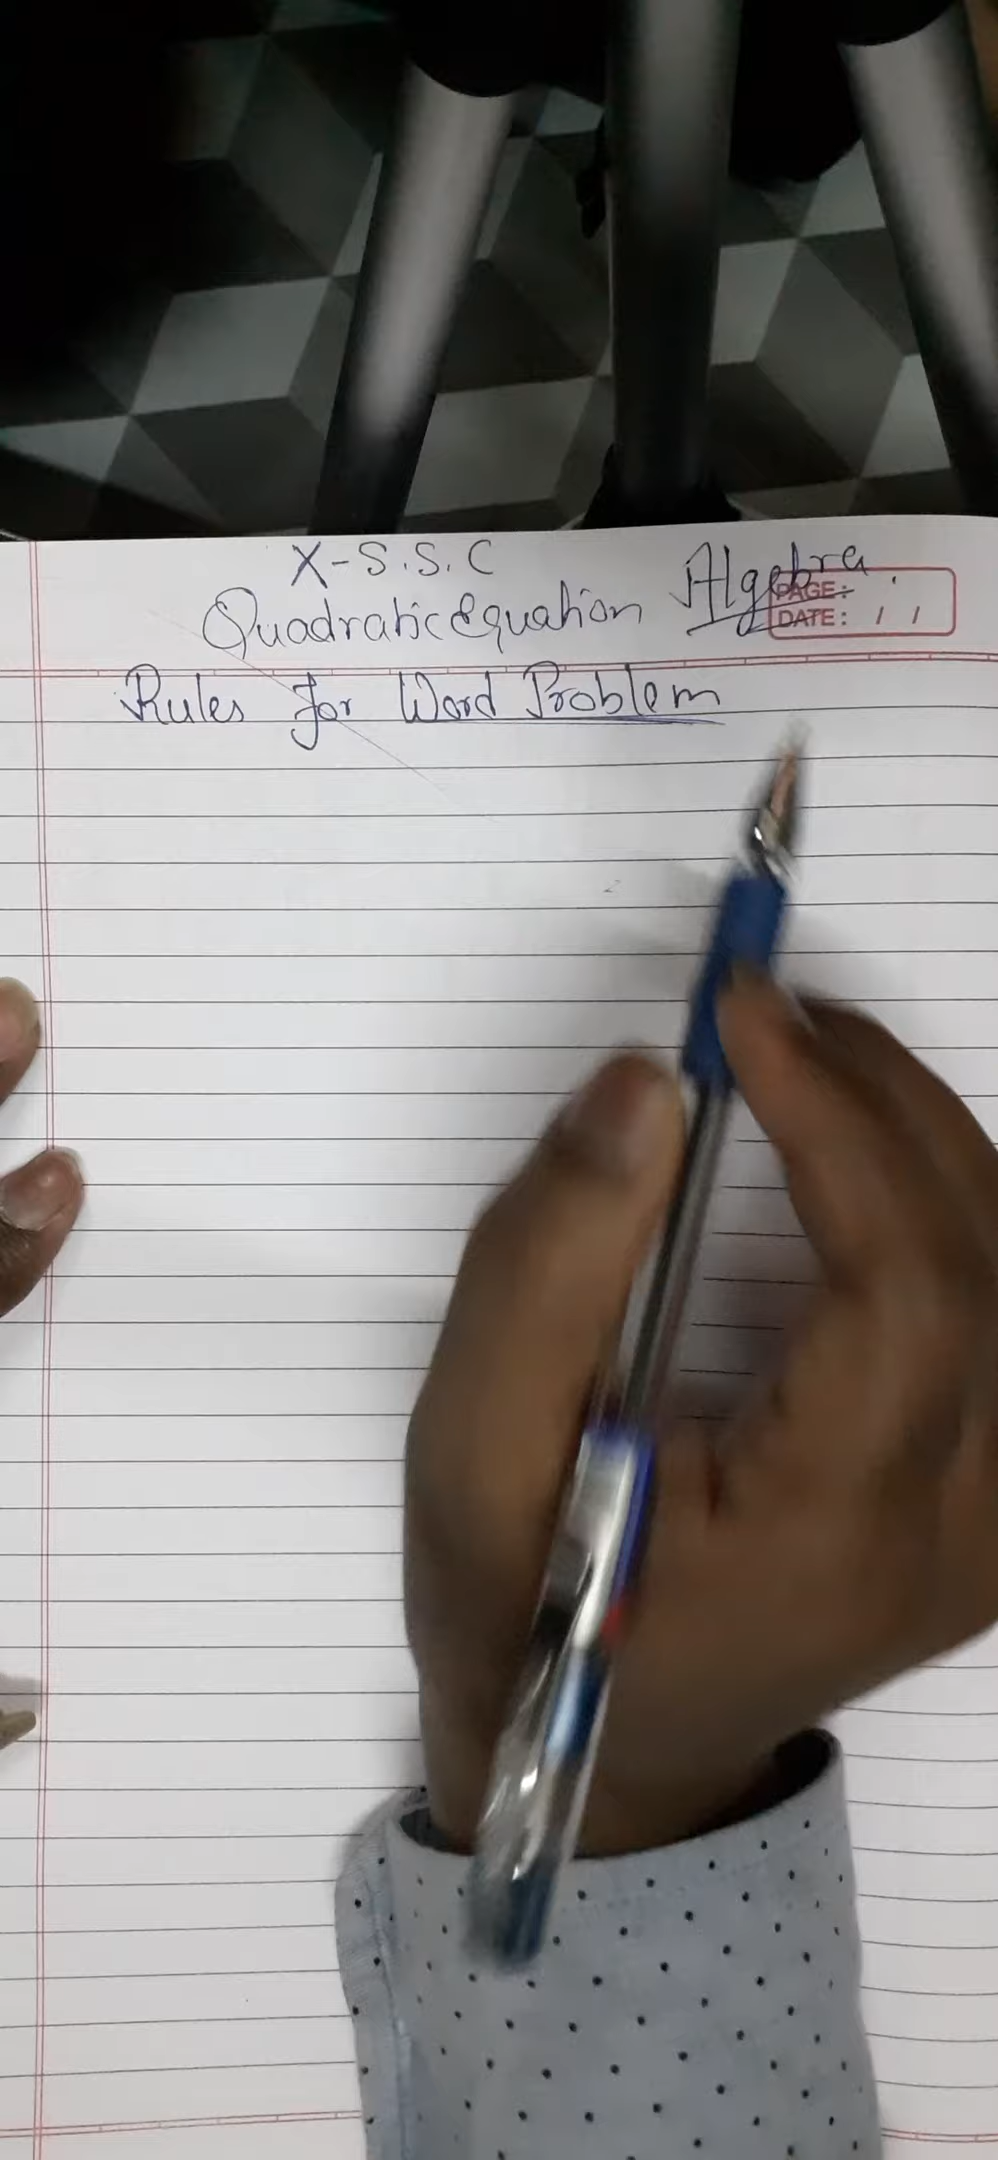 X-S.S.C Algebra
Quadratic Equation
PAGE:
DATE: / /
Rules for Word Problem